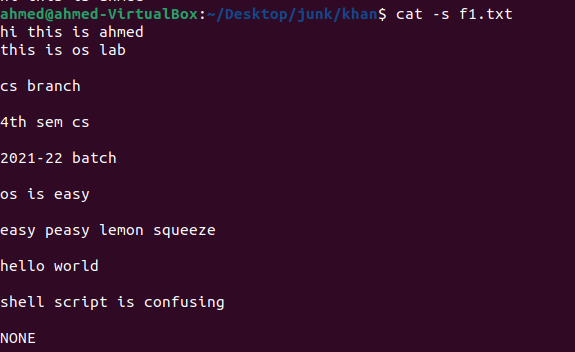 ahmed@ahmed-VirtualBox:~/Desktop/junk/khan$ cat -s f1.txt
hi this is ahmed
this is os lab
cs branch
4th sem cs
2021-22 batch
os is easy
easy peasy lemon squeeze
hello world
shell script is confusing
NONE